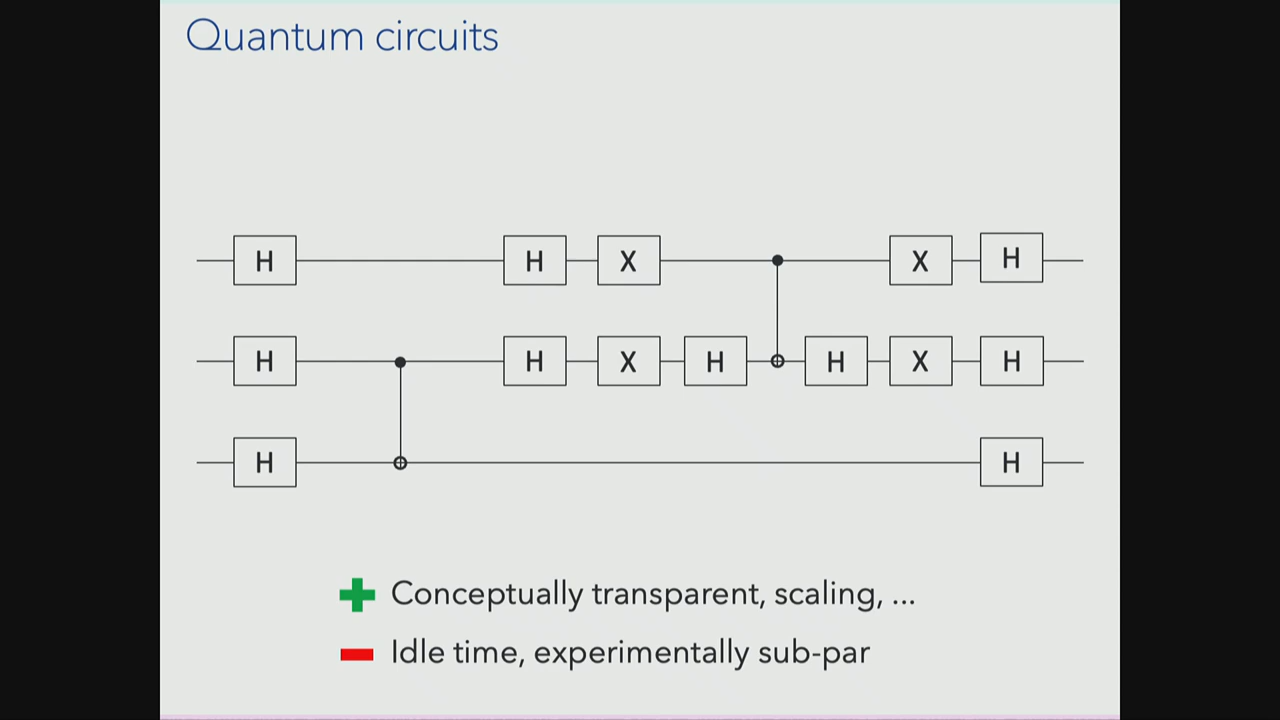 Quantum circuits
H H X X H
H H X H H X H
H H
Conceptually transparent, scaling, ...
Idle time, experimentally sub-par